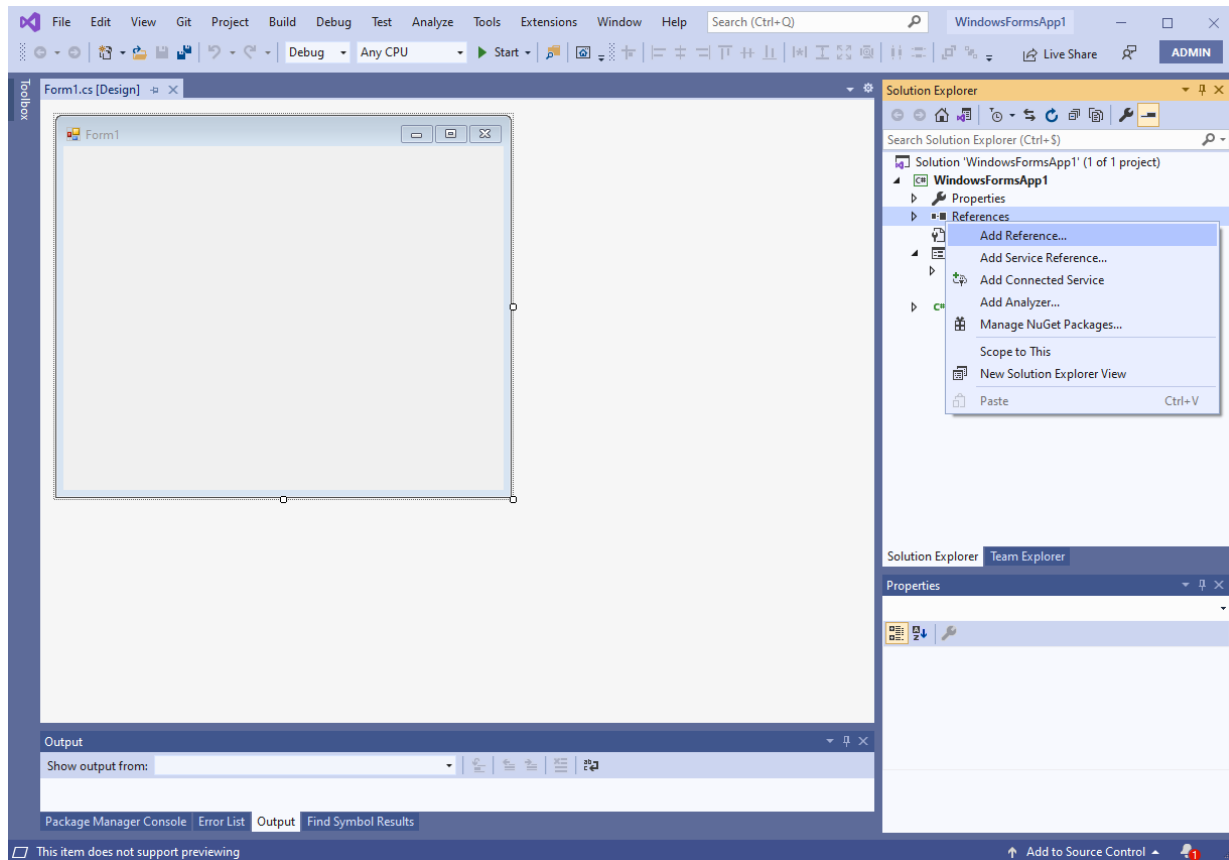 File Edit View Git Project Build Debug Test Analyze Tools Extensions Window Help Search (Ctrl+Q) WindowsFormsApp1
Debug Any CPU Start Live Share ADMIN
Toolbox
Form1.cs [Design]
Form1
Solution Explorer
Search Solution Explorer (Ctrl+$)
Solution 'WindowsFormsApp1' (1 of 1 project)
C# WindowsFormsApp1
Properties
References
Add Reference...
Add Service Reference...
Add Connected Service
Add Analyzer...
C#
Manage NuGet Packages...
Scope to This
New Solution Explorer View
Paste Ctrl+V
Solution Explorer Team Explorer
Properties
Output
Show output from:
Package Manager Console Error List Output Find Symbol Results
This item does not support previewing
Add to Source Control 1